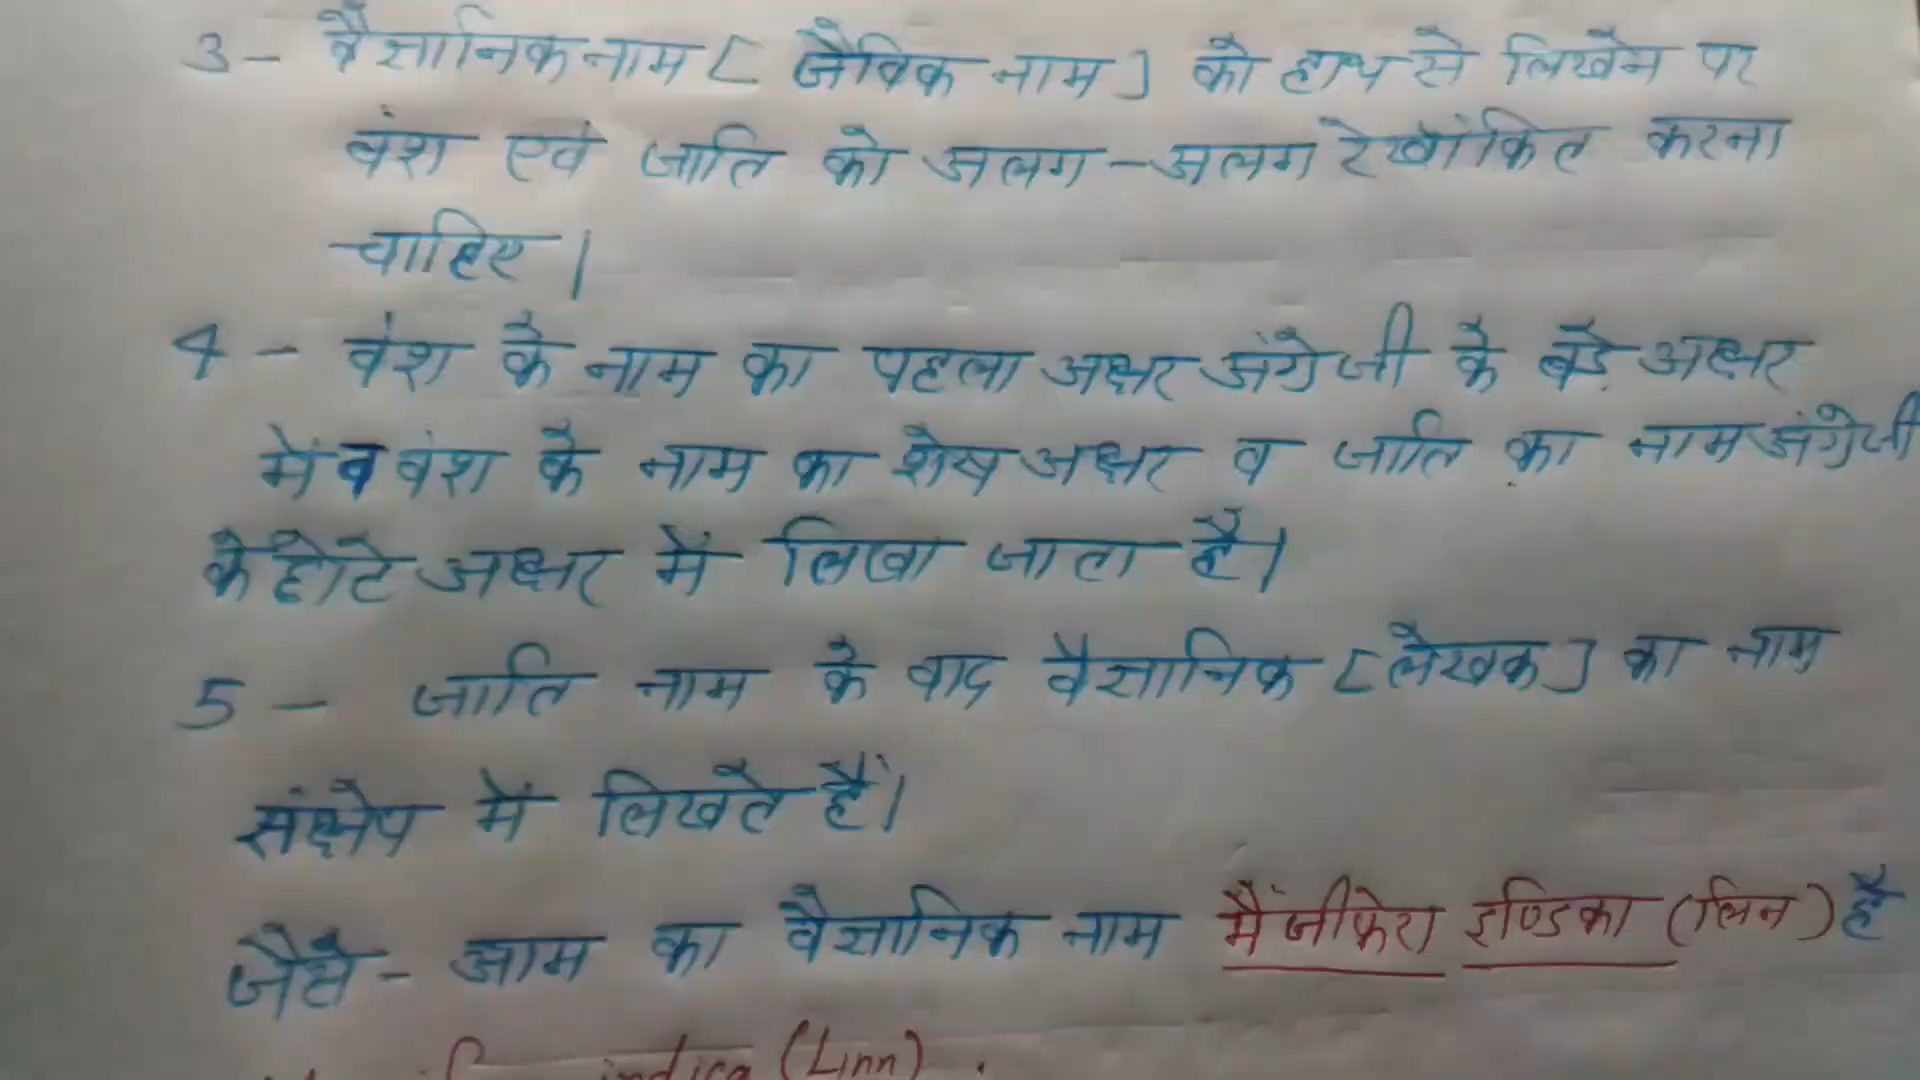 3- वैज्ञानिक नाम [ जैविक नाम ] को हाथ से लिखने पर
वंश एवं जाति को अलग-अलग रेखांकित करना
चाहिए।
4- वंश के नाम का पहला अक्षर अंग्रेजी के बड़े अक्षर
में व वंश के नाम का शेष अक्षर व जाति का नाम अंग्रेजी
के छोटे अक्षर में लिखा जाता है।
5- जाति नाम के वाद वैज्ञानिक [लेखक] का नाम
संक्षेप में लिखते हैं।
जैसे- आम का वैज्ञानिक नाम मैंजीफेरा इण्डिका (लिन) है
indica (Linn).